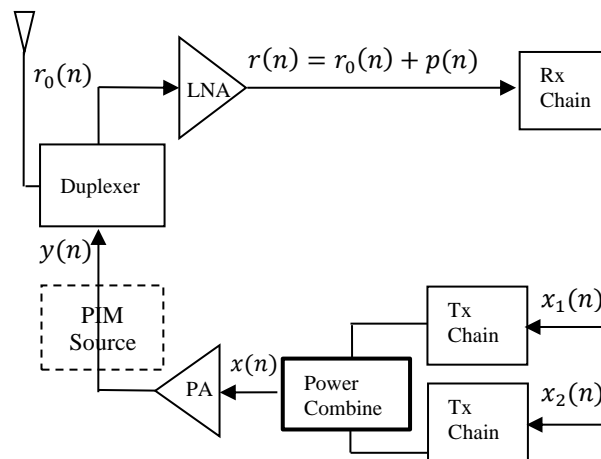 r₀(n)
r(n) = r₀(n) + p(n)
LNA
Rx
Chain
Duplexer
y(n)
PIM
Source
PA
x(n)
Power
Combine
Tx
Chain
x₁(n)
Tx
Chain
x₂(n)